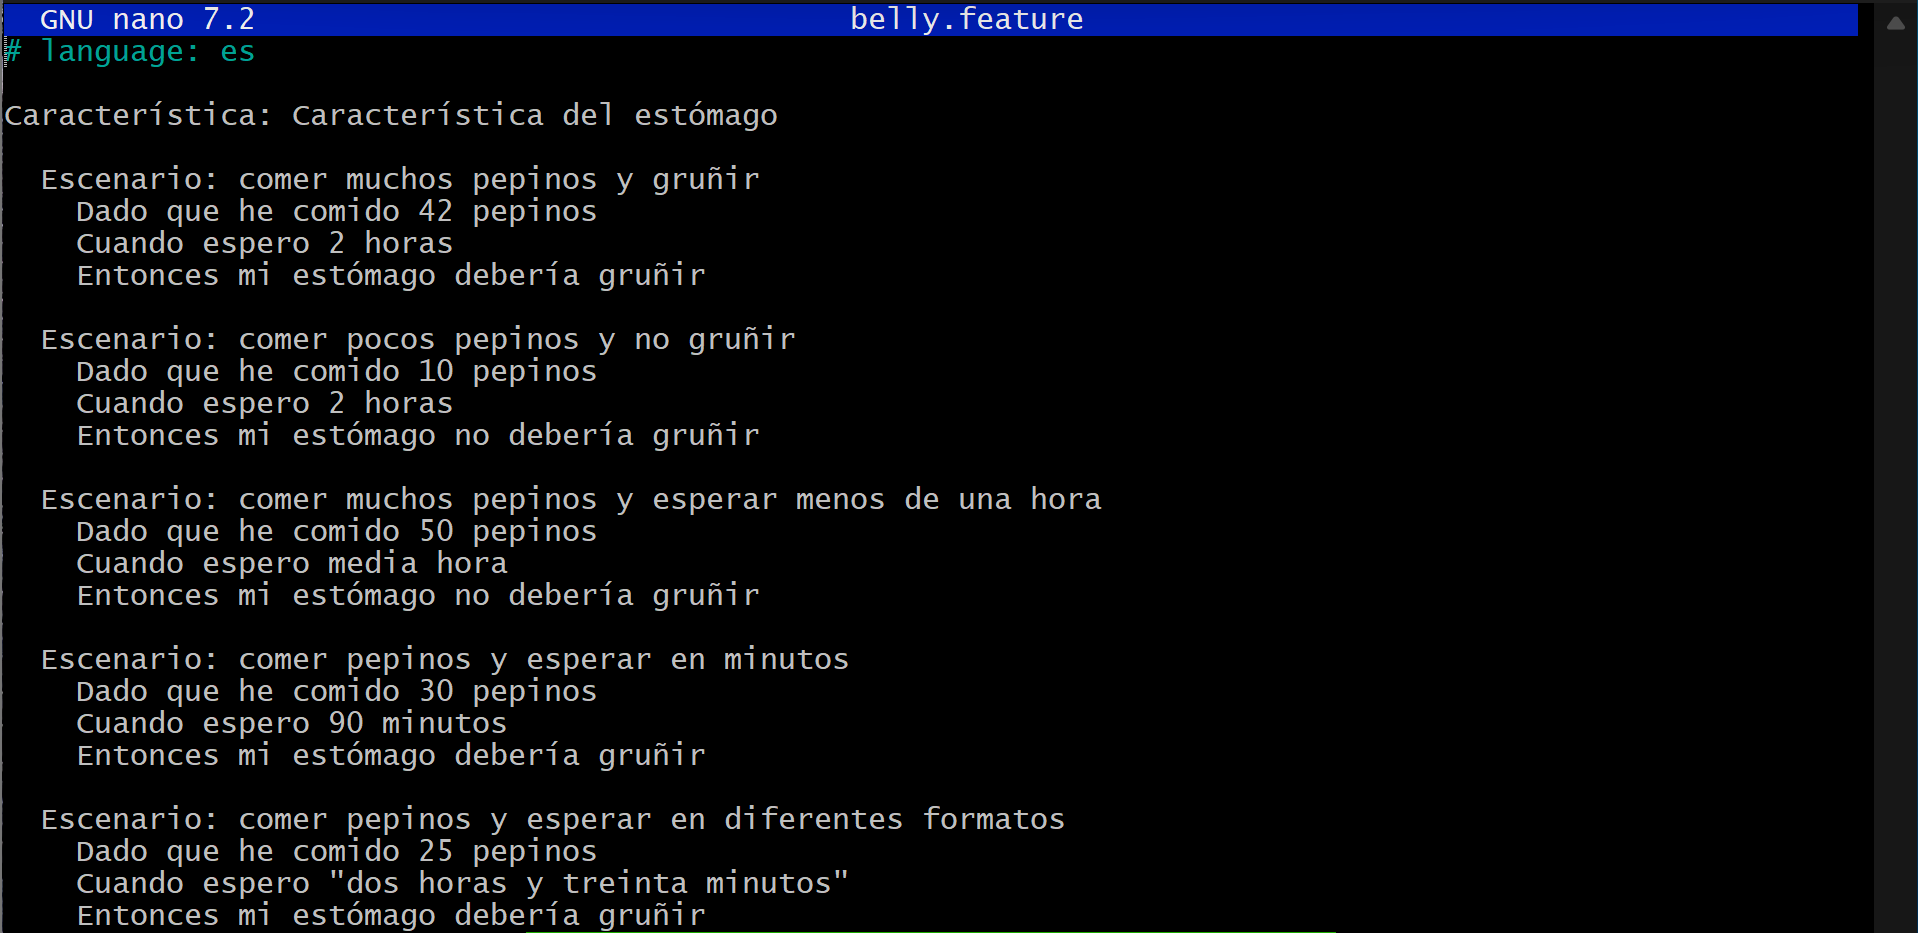 GNU nano 7.2 belly.feature
# language: es
Característica: Característica del estómago
Escenario: comer muchos pepinos y gruñir
Dado que he comido 42 pepinos
Cuando espero 2 horas
Entonces mi estómago debería gruñir
Escenario: comer pocos pepinos y no gruñir
Dado que he comido 10 pepinos
Cuando espero 2 horas
Entonces mi estómago no debería gruñir
Escenario: comer muchos pepinos y esperar menos de una hora
Dado que he comido 50 pepinos
Cuando espero media hora
Entonces mi estómago no debería gruñir
Escenario: comer pepinos y esperar en minutos
Dado que he comido 30 pepinos
Cuando espero 90 minutos
Entonces mi estómago debería gruñir
Escenario: comer pepinos y esperar en diferentes formatos
Dado que he comido 25 pepinos
Cuando espero "dos horas y treinta minutos"
Entonces mi estómago debería gruñir